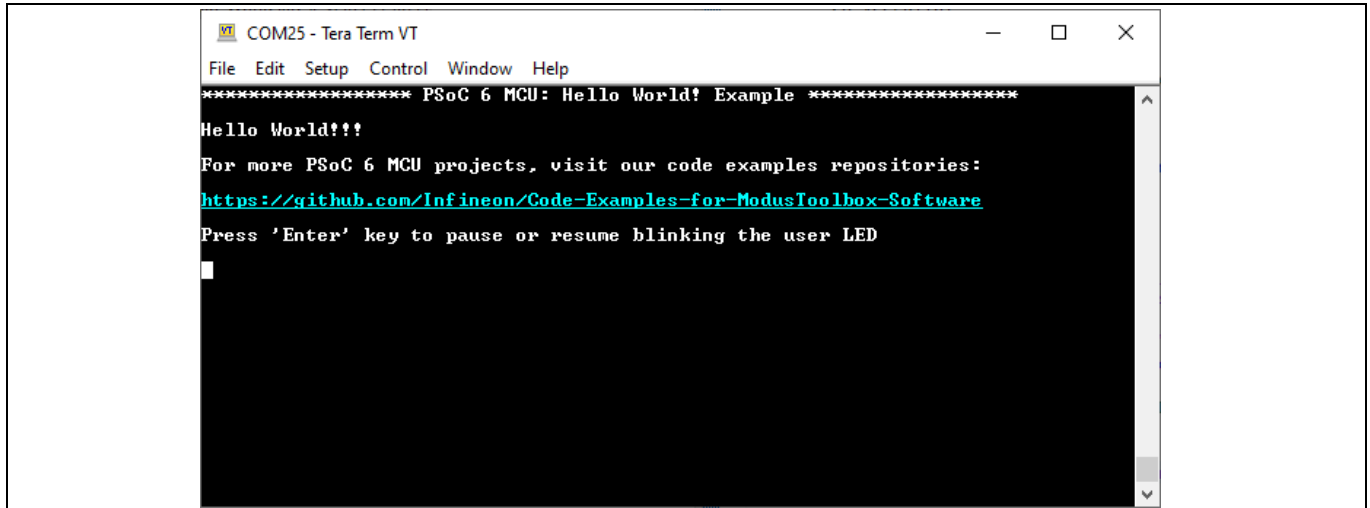 COM25 - Tera Term VT
File Edit Setup Control Window Help
****************** PSoC 6 MCU: Hello World! Example ******************
Hello World!!!
For more PSoC 6 MCU projects, visit our code examples repositories:
https://github.com/Infineon/Code-Examples-for-ModusToolbox-Software
Press 'Enter' key to pause or resume blinking the user LED